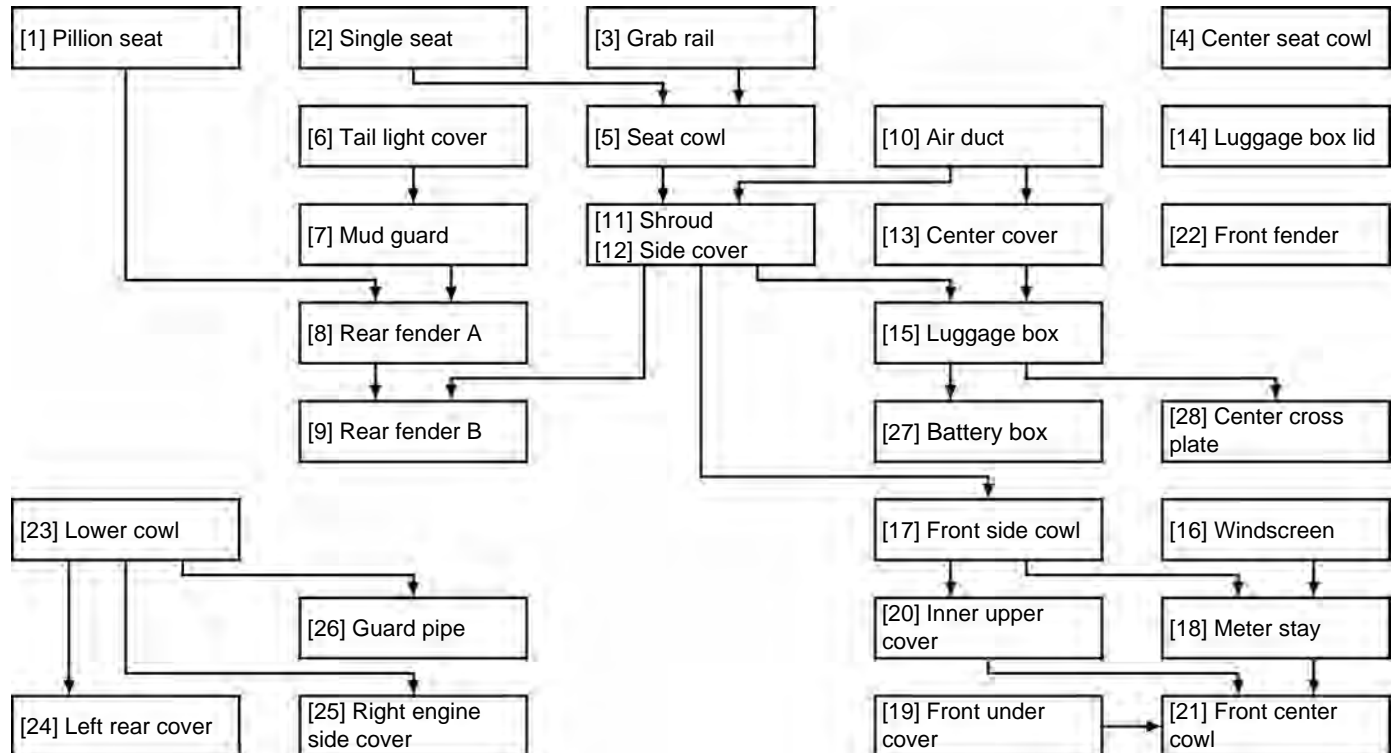 [1] Pillion seat
[2] Single seat
[3] Grab rail
[4] Center seat cowl
[6] Tail light cover
[5] Seat cowl
[10] Air duct
[14] Luggage box lid
[7] Mud guard
[11] Shroud
[12] Side cover
[13] Center cover
[22] Front fender
[8] Rear fender A
[15] Luggage box
[9] Rear fender B
[27] Battery box
[28] Center cross
plate
[23] Lower cowl
[17] Front side cowl
[16] Windscreen
[26] Guard pipe
[20] Inner upper
cover
[18] Meter stay
[24] Left rear cover
[25] Right engine
side cover
[19] Front under
cover
[21] Front center
cowl